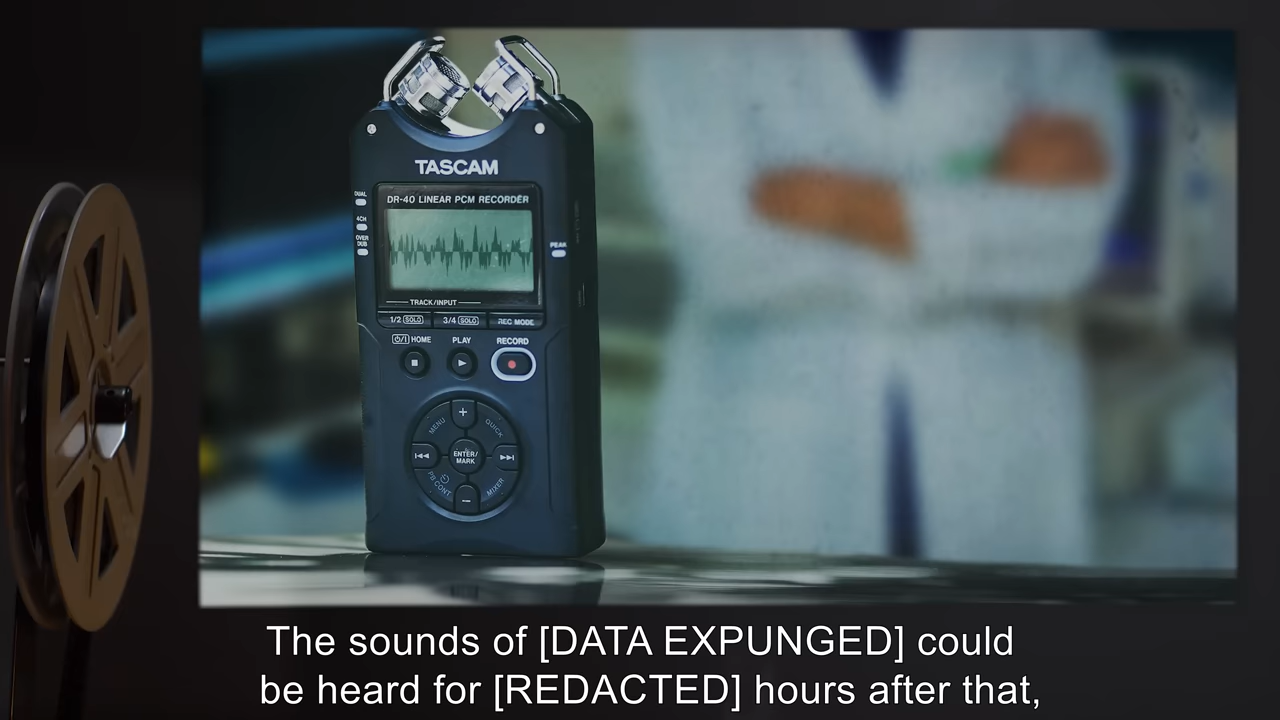 TASCAM
DR-40 LINEAR PCM RECORDER
DUAL
4CH
OVER
DUB
PEAK
TRACK/INPUT
1/2 SOLO
3/4 SOLO
REC MODE
⏻/I HOME
PLAY
RECORD
MENU
+
QUICK
ENTER/
MARK
PB CONT
-
MIXER
The sounds of [DATA EXPUNGED] could
be heard for [REDACTED] hours after that,